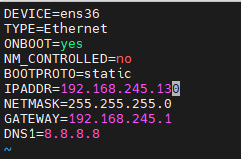 DEVICE=ens36
TYPE=Ethernet
ONBOOT=yes
NM_CONTROLLED=no
BOOTPROTO=static
IPADDR=192.168.245.130
NETMASK=255.255.255.0
GATEWAY=192.168.245.1
DNS1=8.8.8.8
~